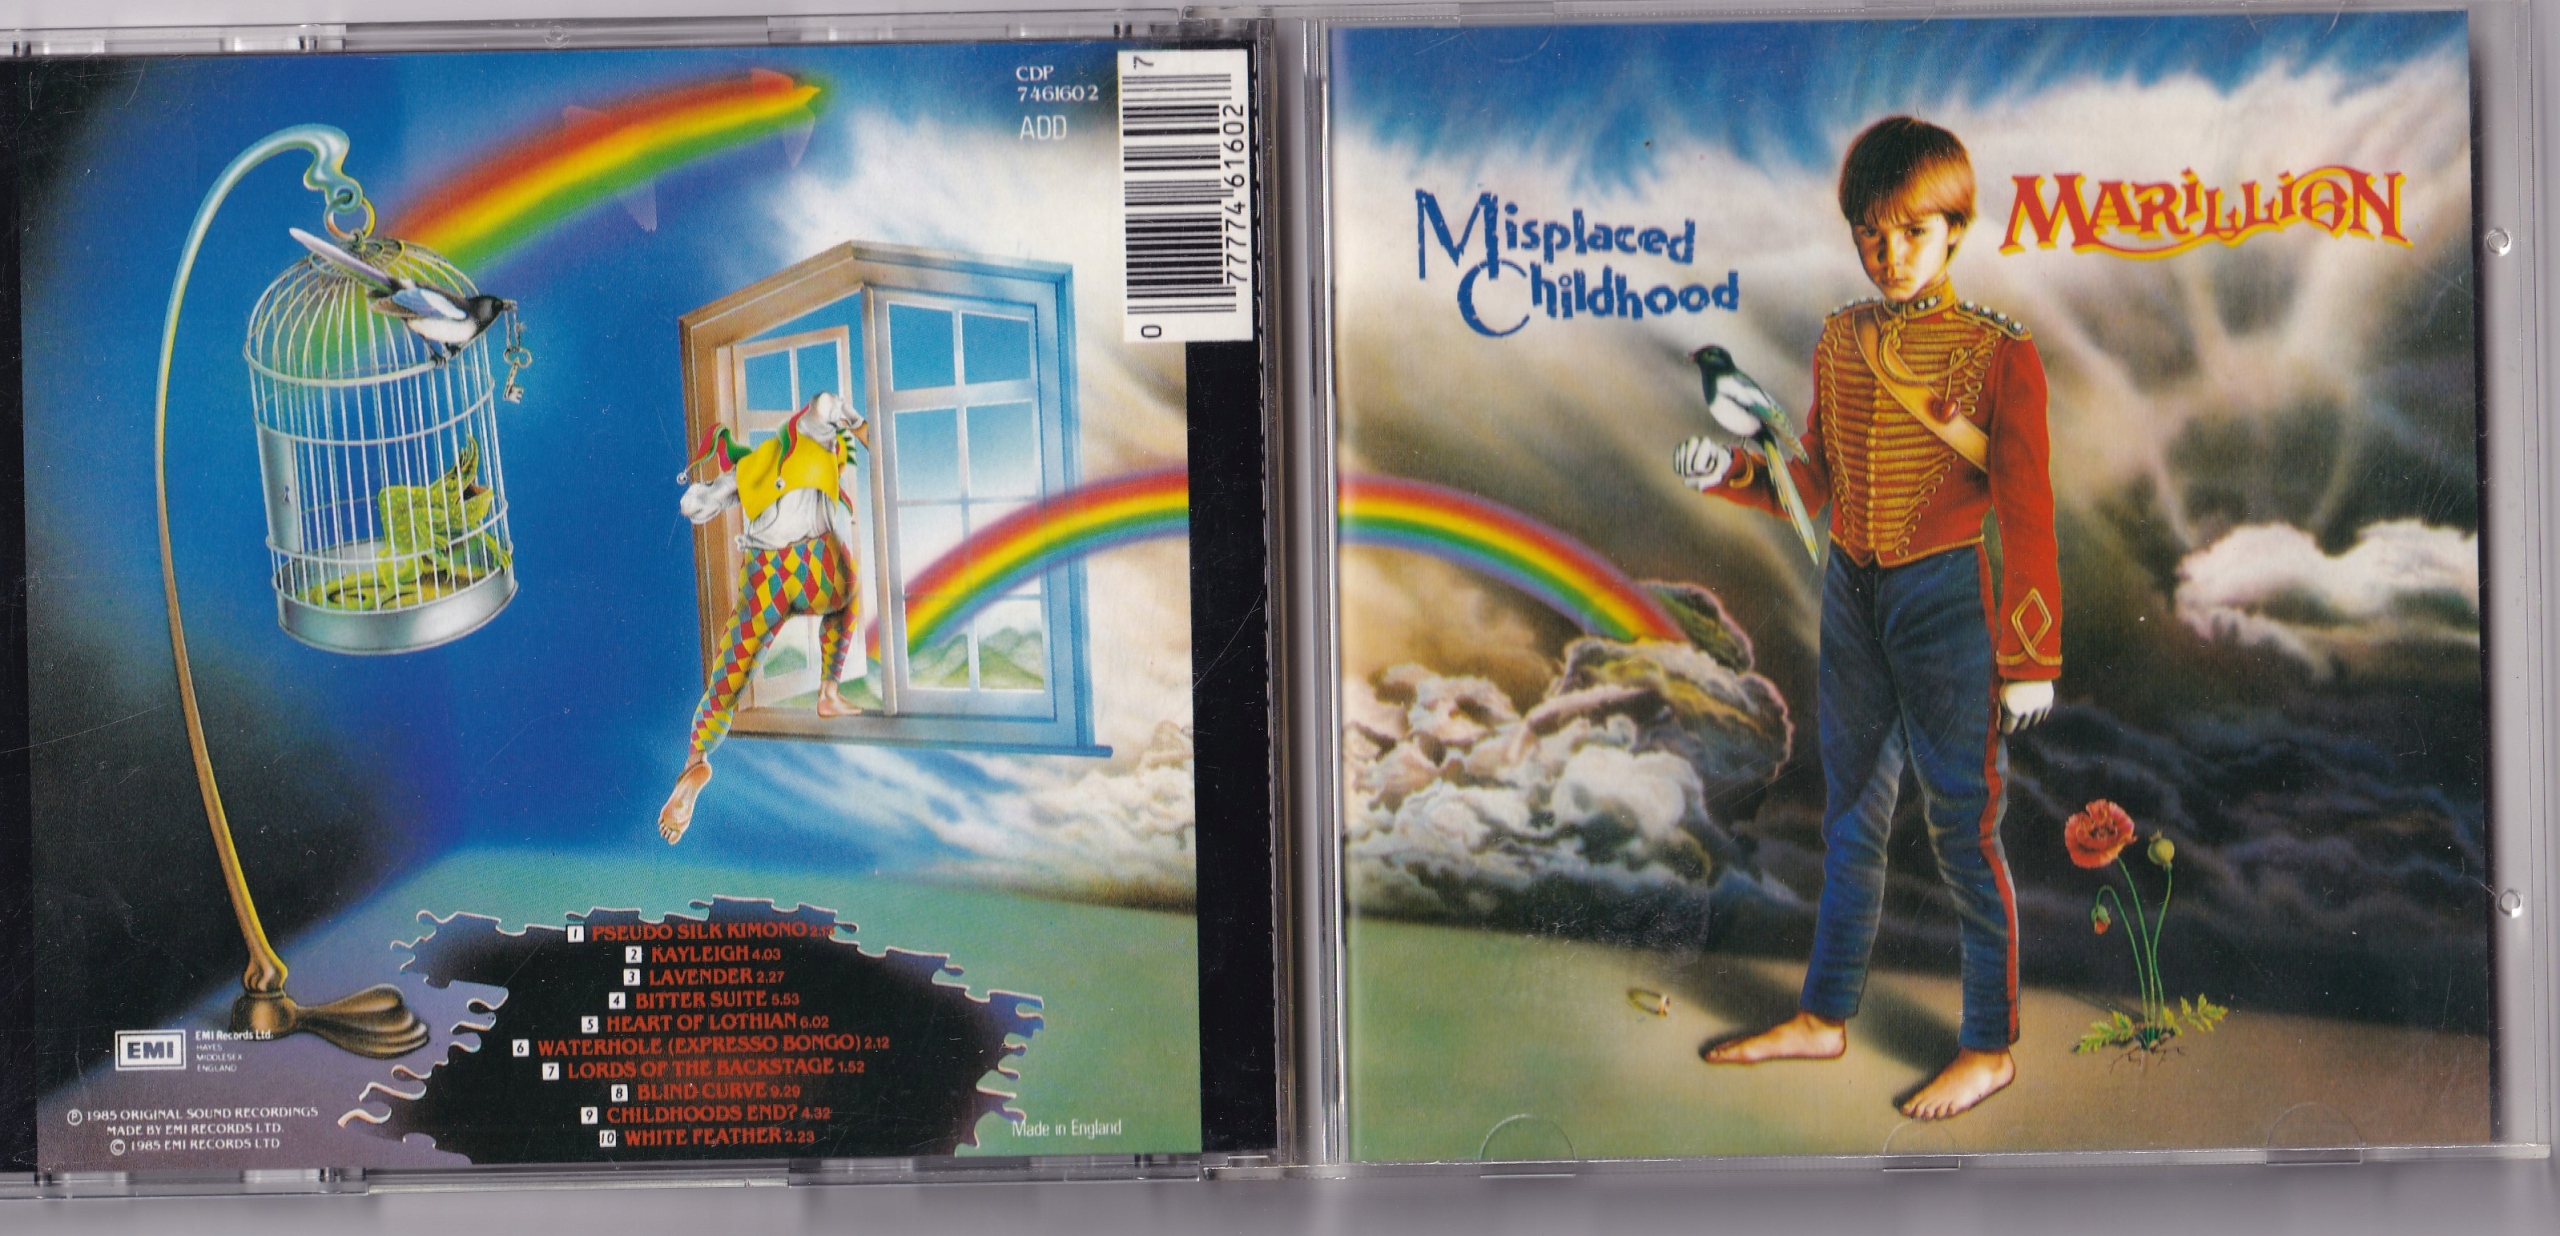 CDP
7461602
ADD
0 77774 61602 7
1 PSEUDO SILK KIMONO 2.13
2 KAYLEIGH 4.03
3 LAVENDER 2.27
4 BITTER SUITE 5.53
5 HEART OF LOTHIAN 6.02
6 WATERHOLE (EXPRESSO BONGO) 2.12
7 LORDS OF THE BACKSTAGE 1.52
8 BLIND CURVE 9.29
9 CHILDHOODS END? 4.32
10 WHITE FEATHER 2.23
EMI
EMI Records Ltd.
HAYES
MIDDLESEX
ENGLAND
℗ 1985 ORIGINAL SOUND RECORDINGS
MADE BY EMI RECORDS LTD.
© 1985 EMI RECORDS LTD
Made in England
Misplaced
Childhood
MARILLION